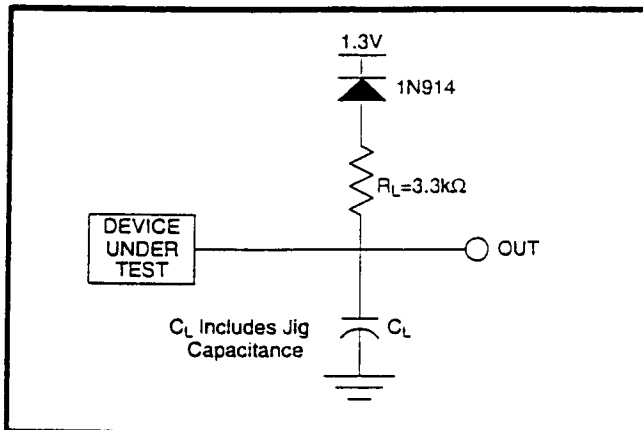 1.3V
1N914
R_L=3.3kΩ
DEVICE
UNDER
TEST
OUT
C_L Includes Jig
Capacitance
C_L